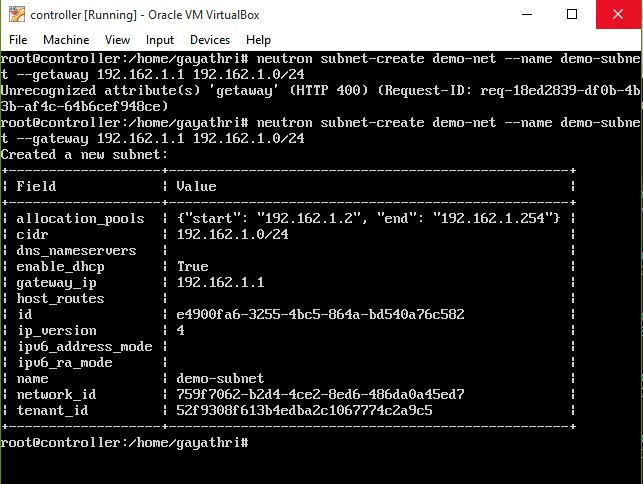 controller [Running] - Oracle VM VirtualBox
File Machine View Input Devices Help
root@controller:/home/gayathri# neutron subnet-create demo-net --name demo-subne
t --getaway 192.162.1.1 192.162.1.0/24
Unrecognized attribute(s) 'getaway' (HTTP 400) (Request-ID: req-18ed2839-df0b-4b
3b-af4c-64b6cef948ce)
root@controller:/home/gayathri# neutron subnet-create demo-net --name demo-subne
t --gateway 192.162.1.1 192.162.1.0/24
Created a new subnet:
+-------------------+--------------------------------------------------+
| Field             | Value                                            |
+-------------------+--------------------------------------------------+
| allocation_pools  | {"start": "192.162.1.2", "end": "192.162.1.254"} |
| cidr              | 192.162.1.0/24                                   |
| dns_nameservers   |                                                  |
| enable_dhcp       | True                                             |
| gateway_ip        | 192.162.1.1                                      |
| host_routes       |                                                  |
| id                | e4900fa6-3255-4bc5-864a-bd540a76c582             |
| ip_version        | 4                                                |
| ipv6_address_mode |                                                  |
| ipv6_ra_mode      |                                                  |
| name              | demo-subnet                                      |
| network_id        | 759f7062-b2d4-4ce2-8ed6-486da0a45ed7             |
| tenant_id         | 52f9308f613b4edba2c1067774c2a9c5                 |
+-------------------+--------------------------------------------------+
root@controller:/home/gayathri#